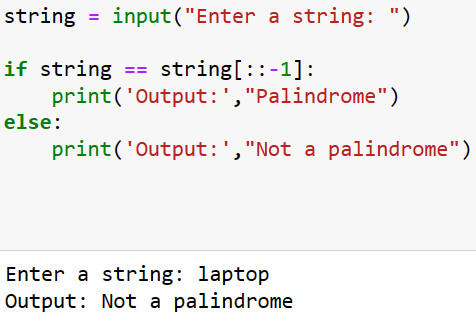 string = input("Enter a string: ")
if string == string[::-1]:
    print('Output:',"Palindrome")
else:
    print('Output:',"Not a palindrome")
Enter a string: laptop
Output: Not a palindrome